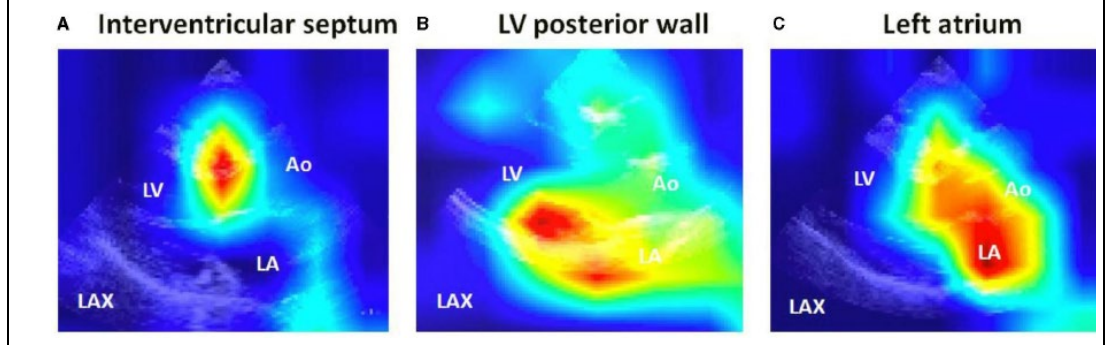 A Interventricular septum B LV posterior wall C Left atrium
LV Ao LA LAX
LV Ao LA LAX
LV Ao LA LAX